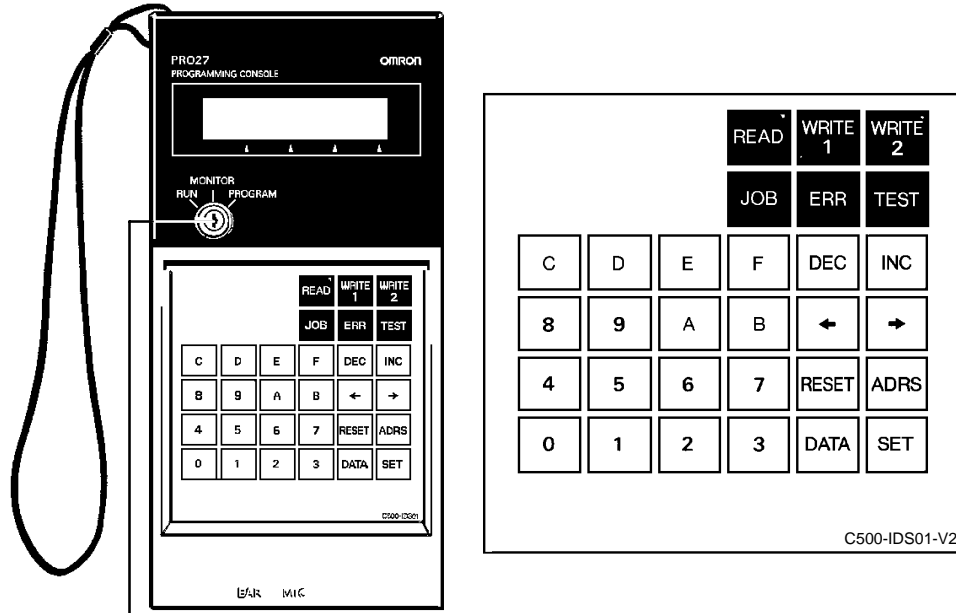 PRO27 OMRON
PROGRAMMING CONSOLE
MONITOR
RUN PROGRAM
READ WRITE 1 WRITE 2
JOB ERR TEST
C D E F DEC INC
8 9 A B ← →
4 5 6 7 RESET ADRS
0 1 2 3 DATA SET
C500-IDS01
EAR MIC
READ WRITE 1 WRITE 2
JOB ERR TEST
C D E F DEC INC
8 9 A B ← →
4 5 6 7 RESET ADRS
0 1 2 3 DATA SET
C500-IDS01-V2